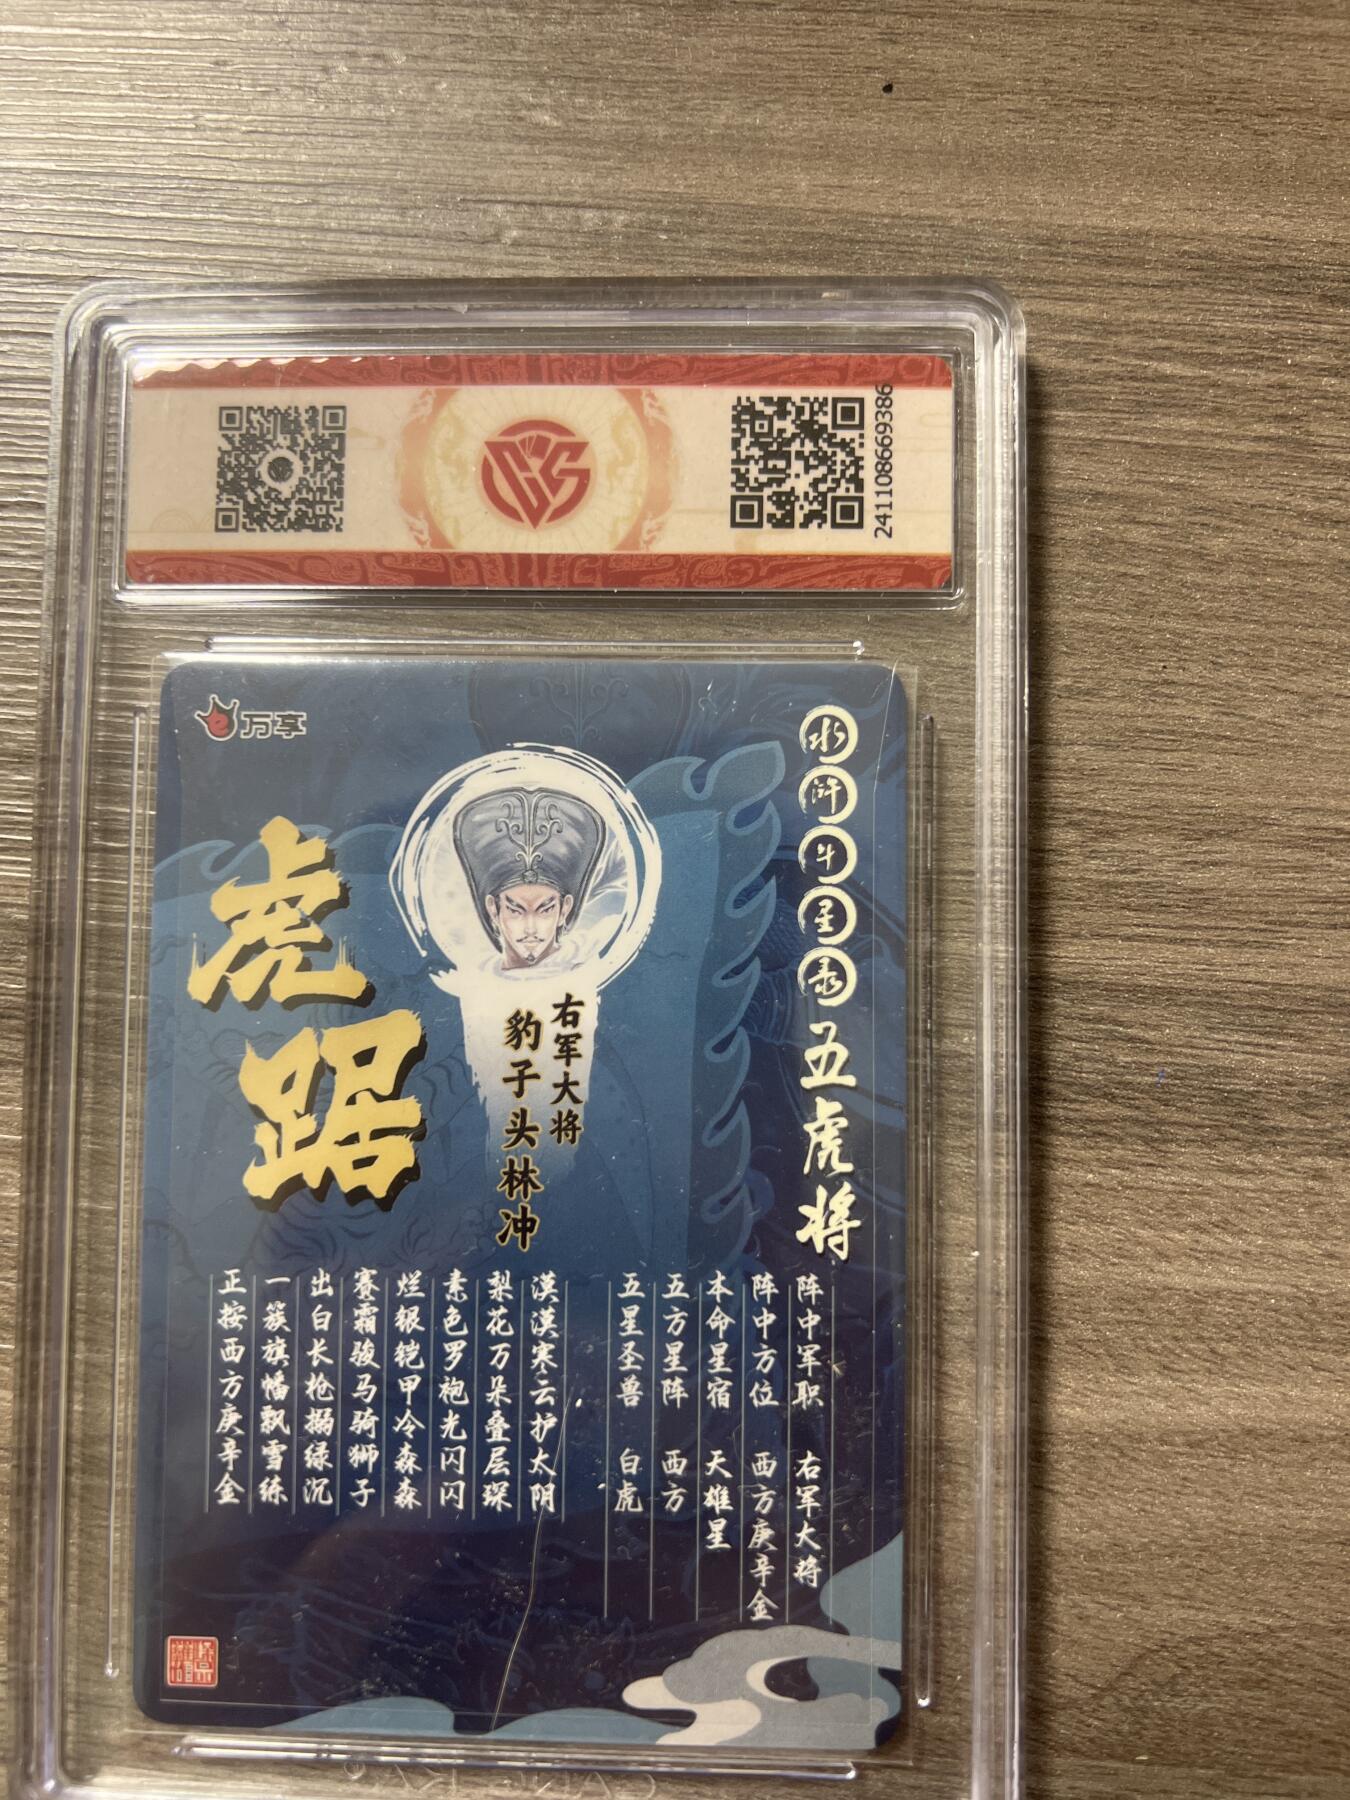 241108669386
万享
水浒斗星录 五虎将
虎踞
右军大将
豹子头林冲
阵中军职 右军大将
阵中方位 西方庚辛金
本命星宿 天雄星
五方星阵 西方
五星圣兽 白虎
漠漠寒云护太阴
梨花万朵叠层琛
素色罗袍光闪闪
烂银铠甲冷森森
赛霜骏马骑狮子
出白长枪搦绿沉
一簇旗幡飘雪练
正按西方庚辛金